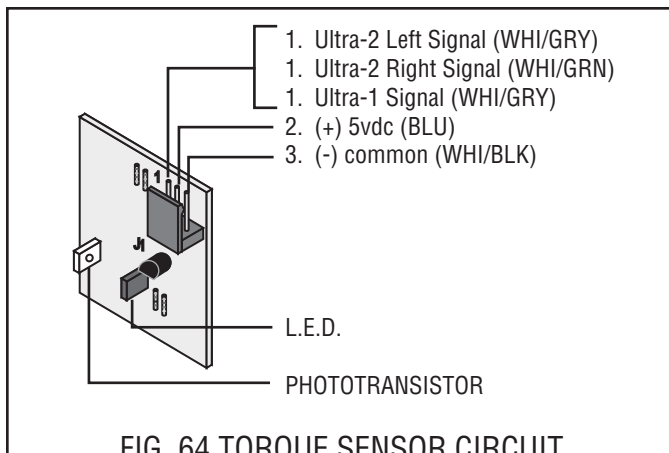 1. Ultra-2 Left Signal (WHI/GRY)
1. Ultra-2 Right Signal (WHI/GRN)
1. Ultra-1 Signal (WHI/GRY)
2. (+) 5vdc (BLU)
3. (-) common (WHI/BLK)
1
J1
L.E.D.
PHOTOTRANSISTOR
FIG. 64 TORQUE SENSOR CIRCUIT